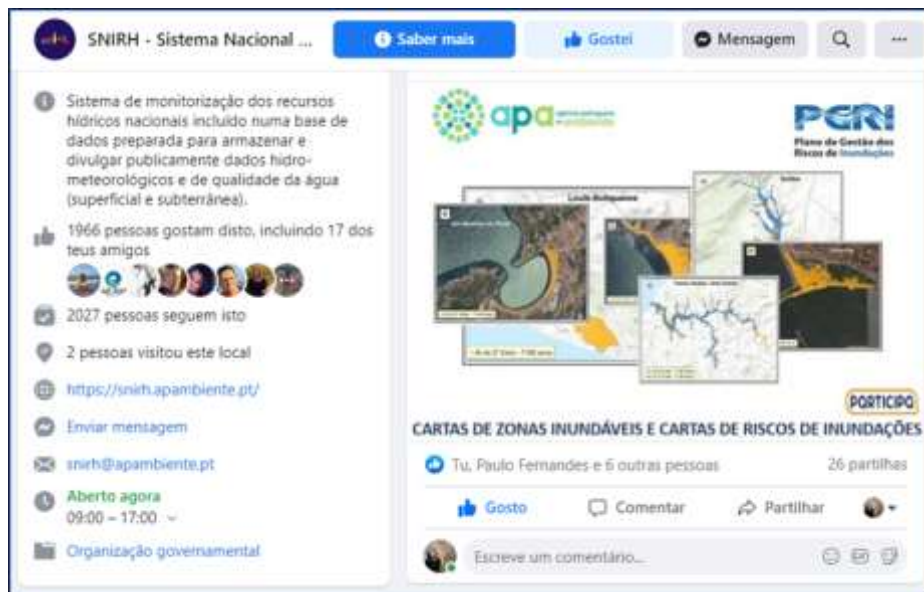 SNIRH - Sistema Nacional ...
Saber mais
Gostei
Mensagem
Sistema de monitorização dos recursos
hídricos nacionais incluído numa base de
dados preparada para armazenar e
divulgar publicamente dados hidro-
meteorológicos e de qualidade da água
(superficial e subterrânea).
1966 pessoas gostam disto, incluindo 17 dos
teus amigos
2027 pessoas seguem isto
2 pessoas visitou este local
https://snirh.apambiente.pt/
Enviar mensagem
snirh@apambiente.pt
Aberto agora
09:00 – 17:00
Organização governamental
apa
PGRI
Plano de Gestão dos
Riscos de Inundações
PARTICIPA
CARTAS DE ZONAS INUNDÁVEIS E CARTAS DE RISCOS DE INUNDAÇÕES
Tu, Paulo Fernandes e 6 outras pessoas
26 partilhas
Gosto
Comentar
Partilhar
Escreve um comentário...